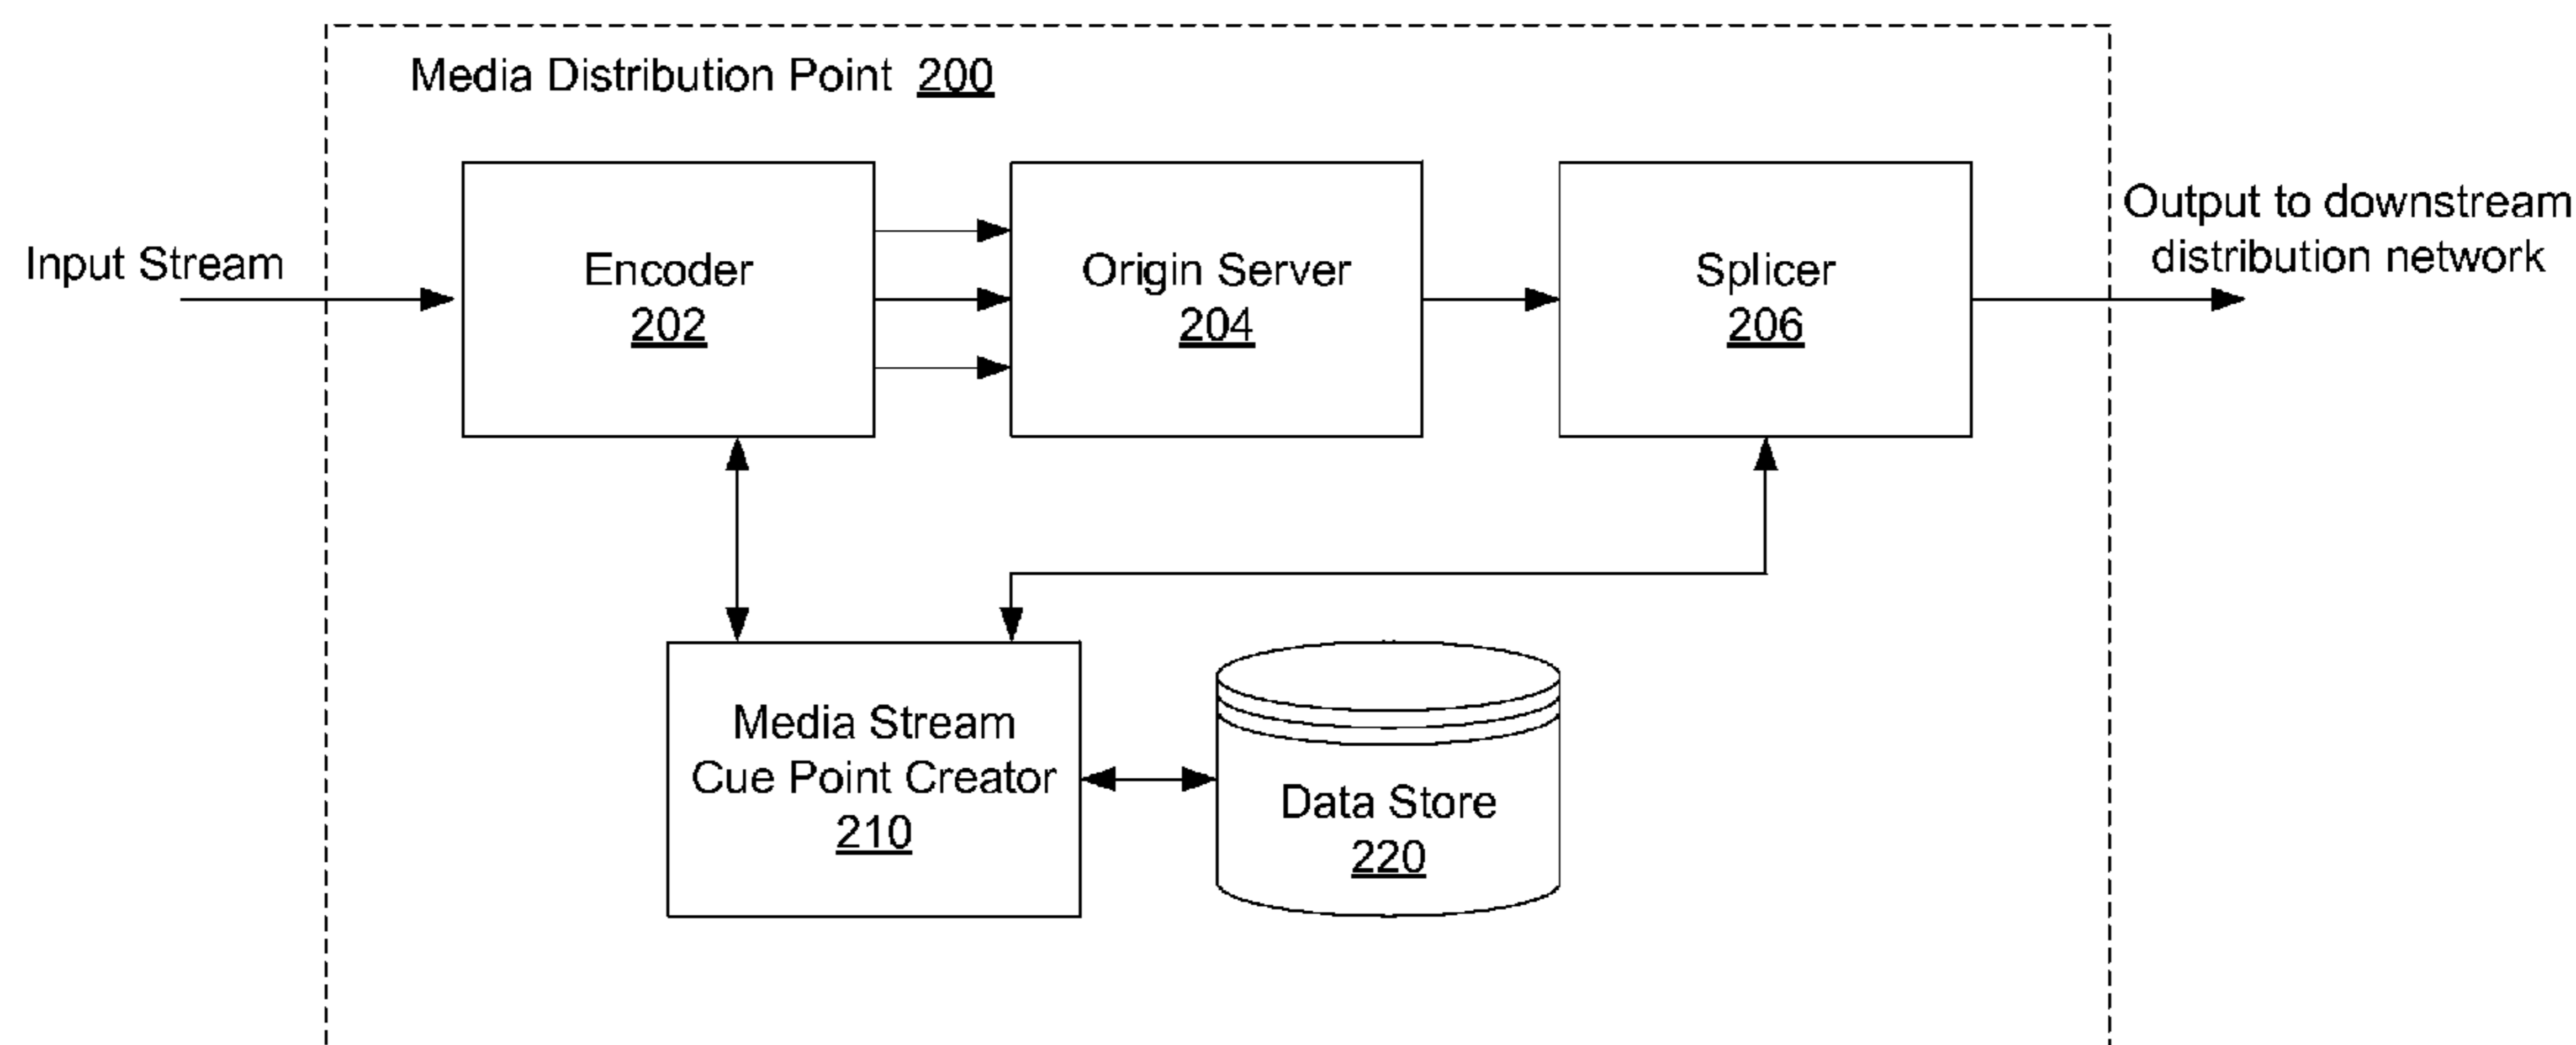 Media Distribution Point 200
Input Stream
Encoder
202
Origin Server
204
Splicer
206
Output to downstream
distribution network
Media Stream
Cue Point Creator
210
Data Store
220